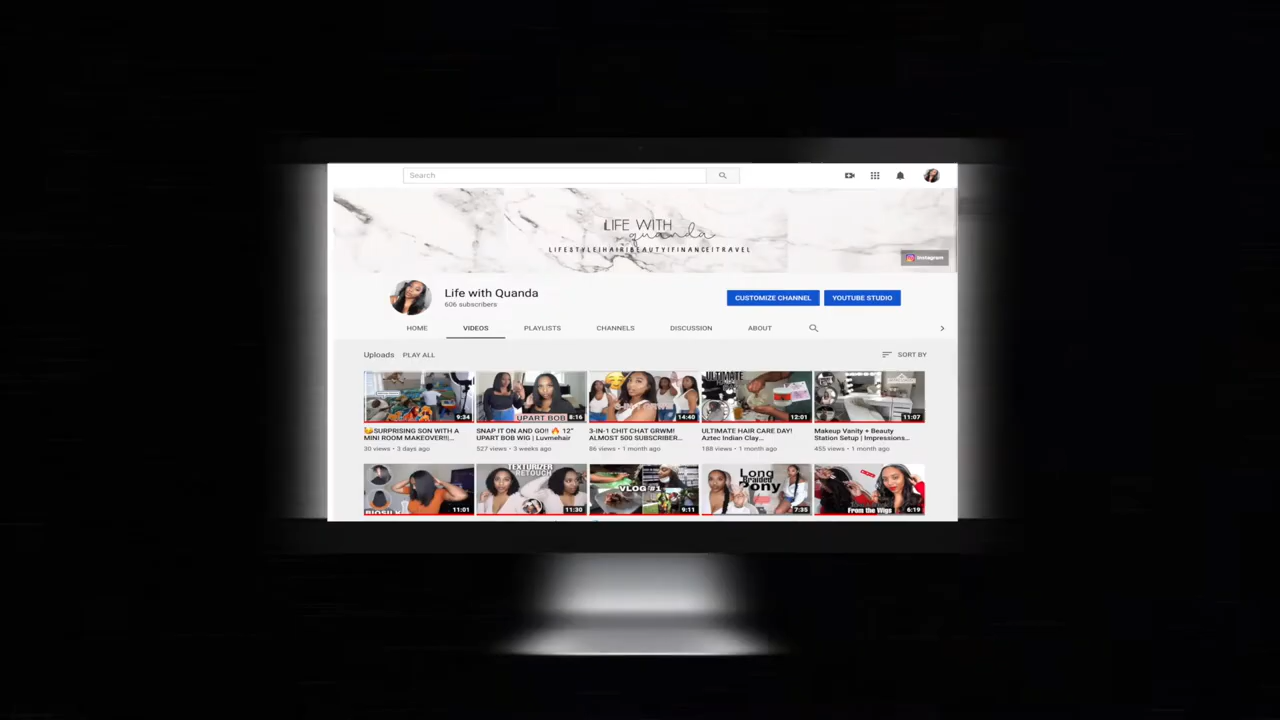 Search
LIFE WITH
quanda
LIFESTYLE|HAIR|BEAUTY|FINANCE|TRAVEL
Instagram
Life with Quanda
606 subscribers
CUSTOMIZE CHANNEL
YOUTUBE STUDIO
HOME VIDEOS PLAYLISTS CHANNELS DISCUSSION ABOUT
Uploads PLAY ALL
SORT BY
9:34
UPART BOB
8:16
14:40
ULTIMATE
12:01
11:07
🥳SURPRISING SON WITH A
MINI ROOM MAKEOVER!!|...
30 views • 3 days ago
SNAP IT ON AND GO!! 🔥 12"
UPART BOB WIG | Luvmehair
527 views • 3 weeks ago
3-IN-1 CHIT CHAT GRWM!
ALMOST 500 SUBSCRIBER...
86 views • 1 month ago
ULTIMATE HAIR CARE DAY!
Aztec Indian Clay...
188 views • 1 month ago
Makeup Vanity + Beauty
Station Setup | Impressions...
455 views • 1 month ago
BIOSILK
11:01
TEXTURIZER
RETOUCH
11:30
VLOG #1
9:11
Long
Braided
Pony
7:35
From the Wigs
6:19